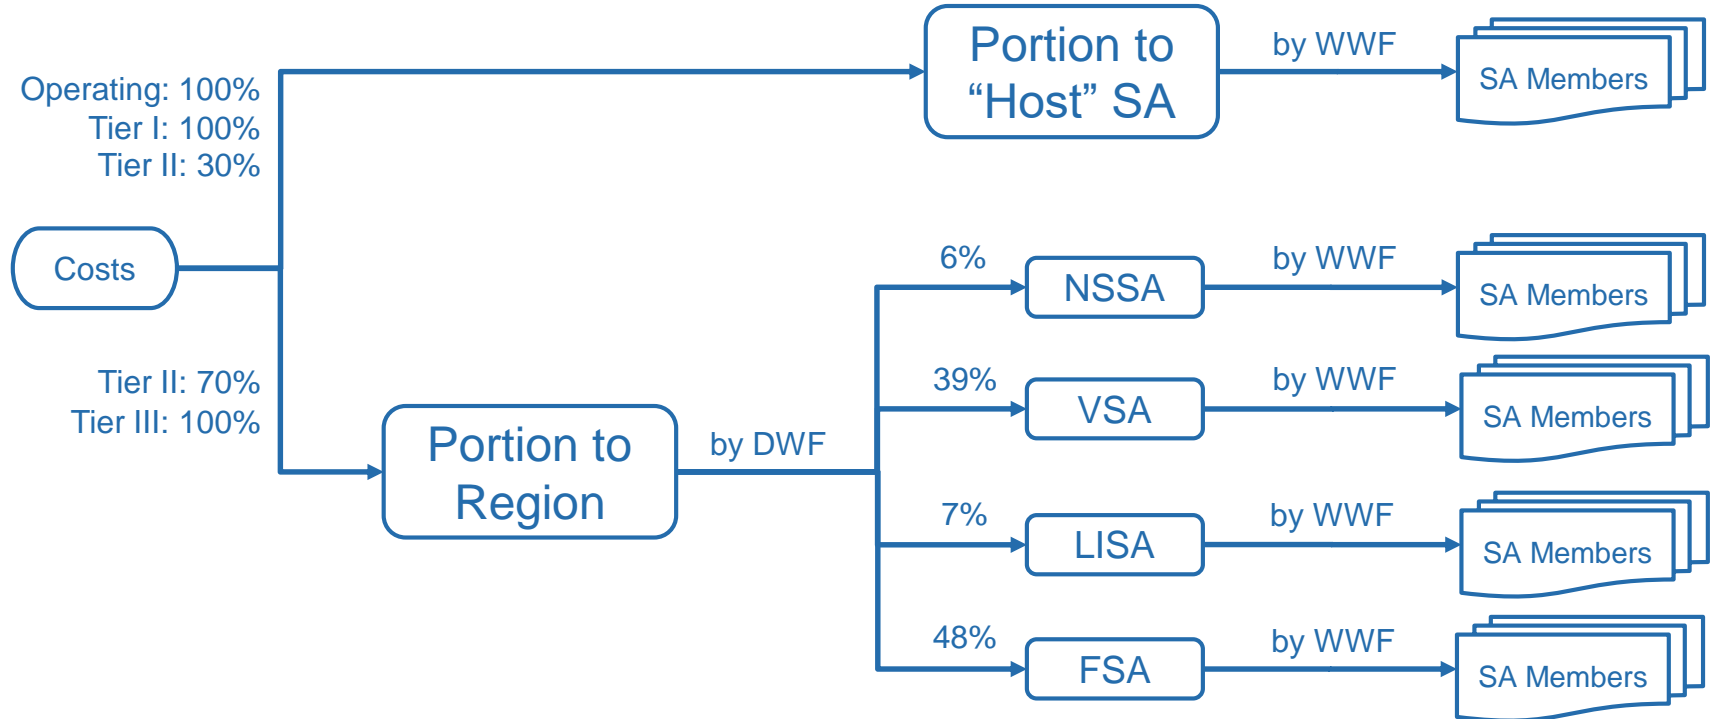 Operating: 100%
Tier I: 100%
Tier II: 30%
Portion to
“Host” SA
by WWF
SA Members
Costs
Tier II: 70%
Tier III: 100%
Portion to
Region
by DWF
6%
NSSA
by WWF
SA Members
39%
VSA
by WWF
SA Members
7%
LISA
by WWF
SA Members
48%
FSA
by WWF
SA Members